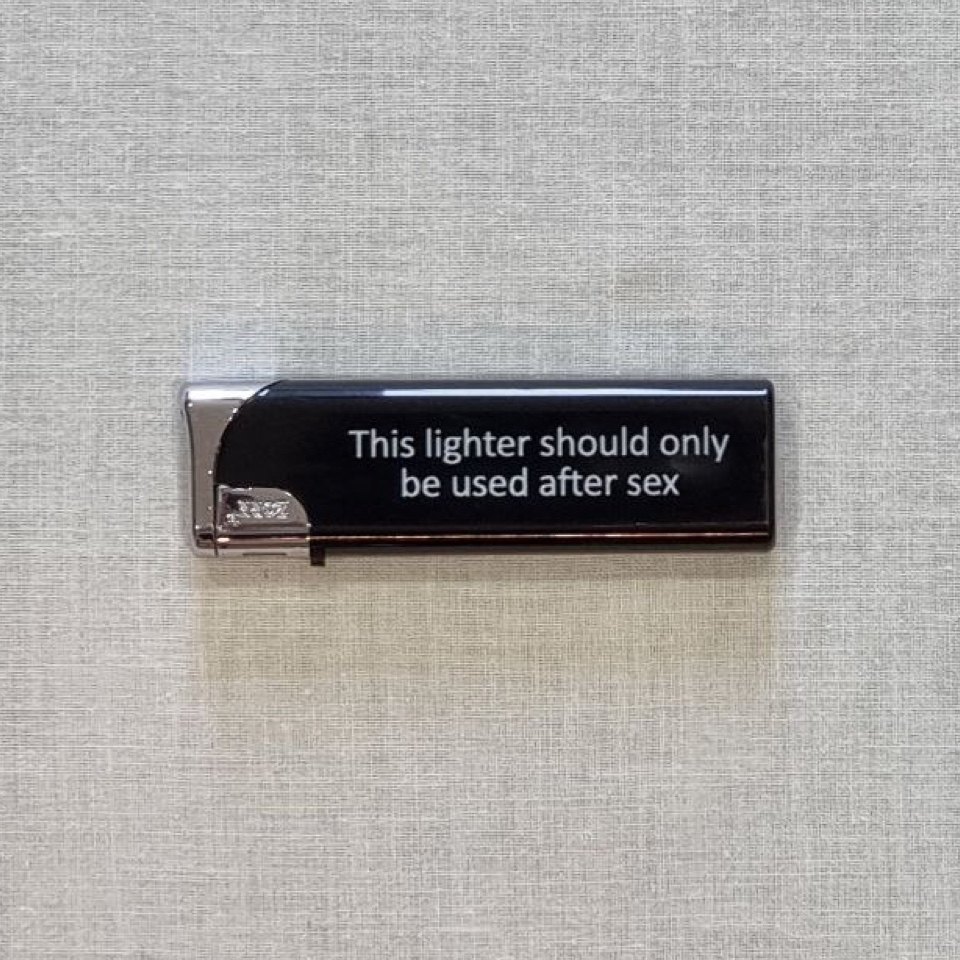 This lighter should only
be used after sex